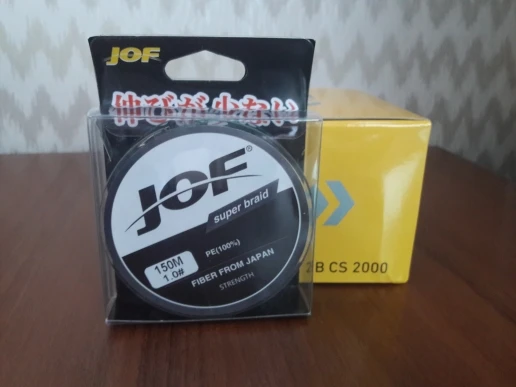 JOF
伸びが少ない
JOF®
super braid
PE(100%)
150M
1.0#
FIBER FROM JAPAN
STRENGTH
2B CS 2000